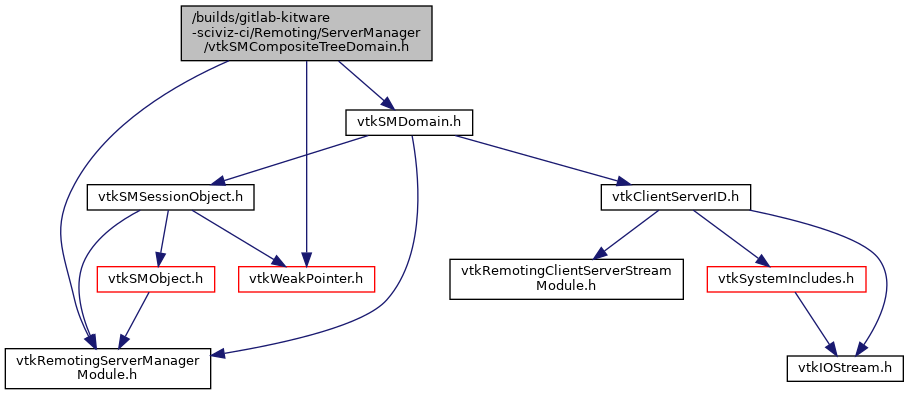 /builds/gitlab-kitware
-sciviz-ci/Remoting/ServerManager
/vtkSMCompositeTreeDomain.h
vtkSMDomain.h
vtkSMSessionObject.h
vtkClientServerID.h
vtkSMObject.h
vtkWeakPointer.h
vtkRemotingClientServerStream
Module.h
vtkSystemIncludes.h
vtkRemotingServerManager
Module.h
vtkIOStream.h